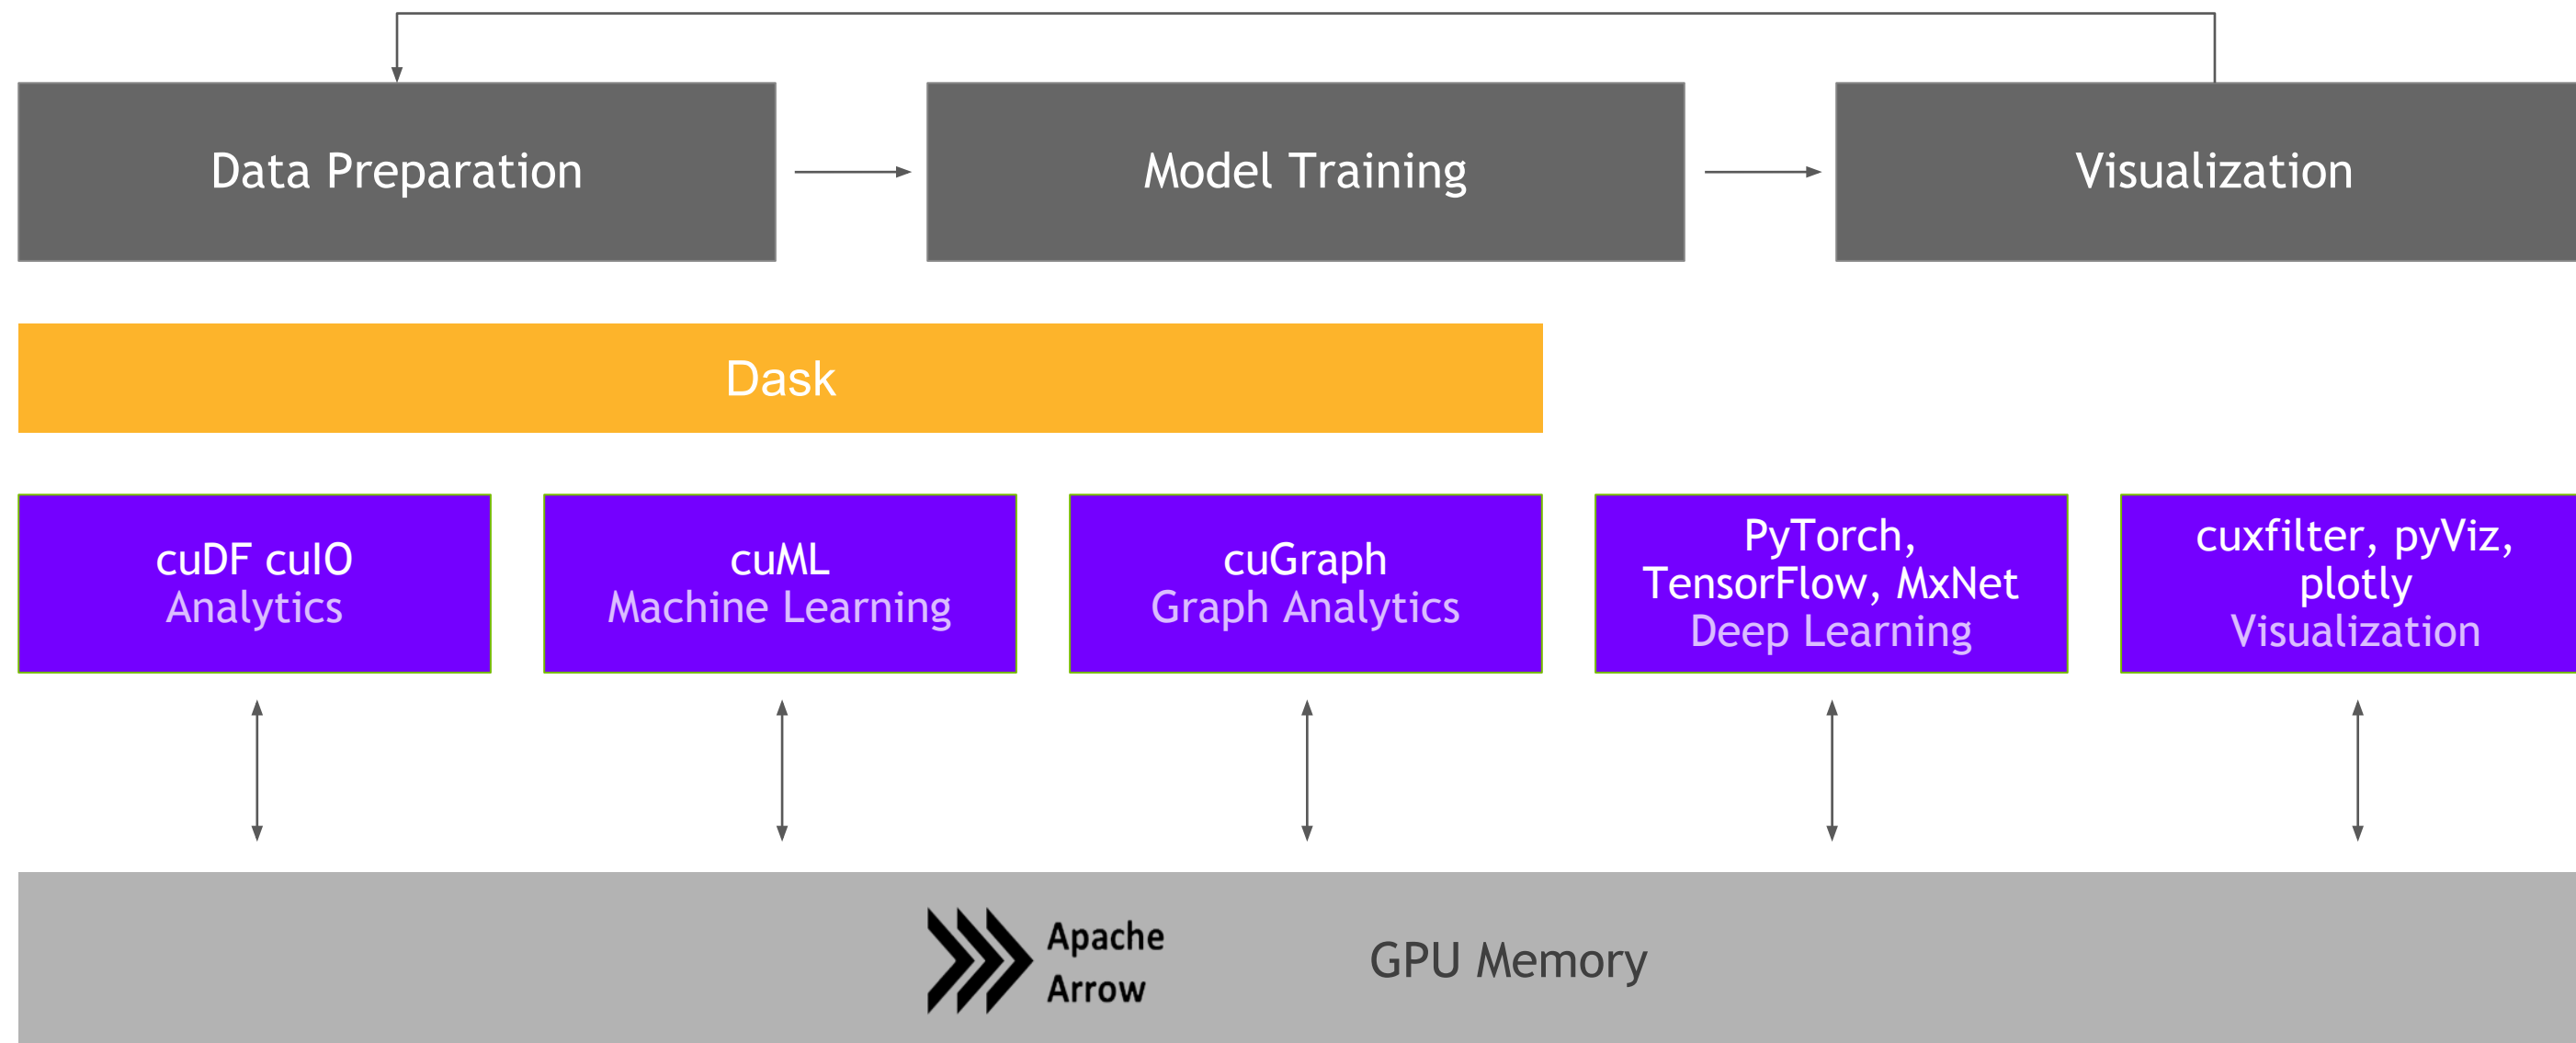 Data Preparation
Model Training
Visualization
Dask
cuDF cuIO
Analytics
cuML
Machine Learning
cuGraph
Graph Analytics
PyTorch,
TensorFlow, MxNet
Deep Learning
cuxfilter, pyViz,
plotly
Visualization
Apache
Arrow
GPU Memory